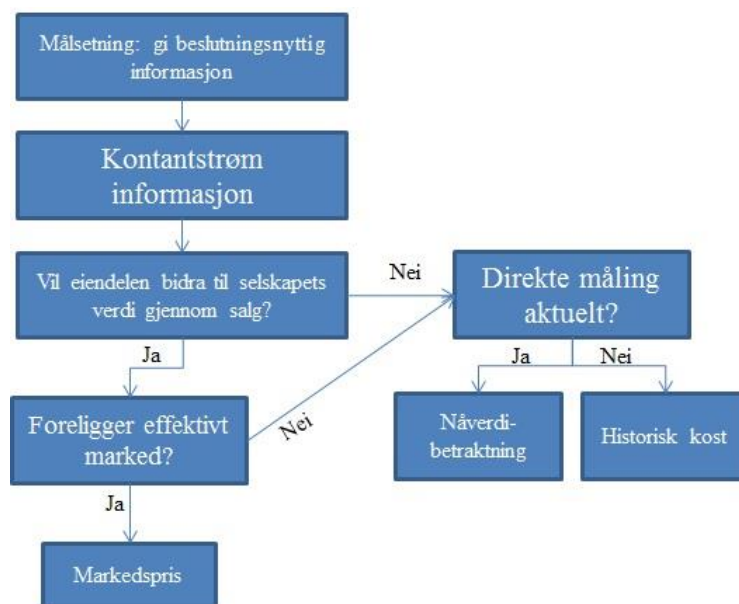 Målsetning: gi beslutningsnyttig
informasjon
Kontantstrøm
informasjon
Vil eiendelen bidra til selskapets
verdi gjennom salg?
Nei
Direkte måling
aktuelt?
Ja
Ja
Nei
Foreligger effektivt
marked?
Nei
Nåverdi-
betraktning
Historisk kost
Ja
Markedspris